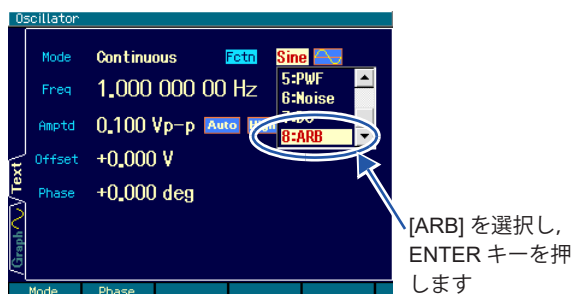 Oscillator
Mode Continuous Fctn Sine
5:PWF
Freq 1.000 000 00 Hz
6:Noise
Amptd 0.100 Vp-p Auto
8:ARB
Offset +0.000 V
Phase +0.000 deg
Text
Graph
Mode Phase
[ARB] を選択し,
ENTER キーを押
します